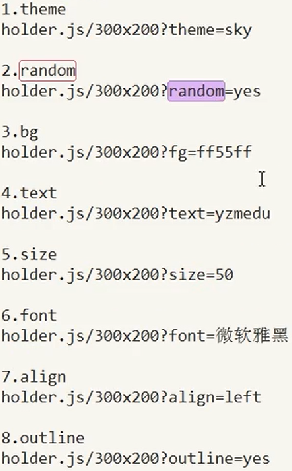 1.theme
holder.js/300x200?theme=sky
2.random
holder.js/300x200?random=yes
3.bg
holder.js/300x200?fg=ff55ff
4.text
holder.js/300x200?text=yzmedu
5.size
holder.js/300x200?size=50
6.font
holder.js/300x200?font=微软雅黑
7.align
holder.js/300x200?align=left
8.outline
holder.js/300x200?outline=yes